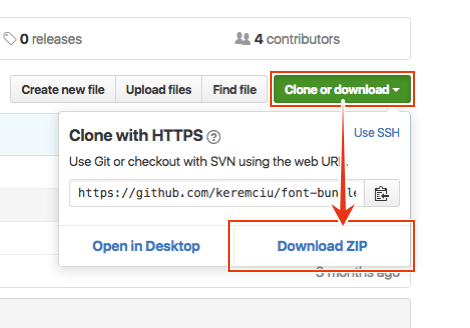 0 releases
4 contributors
Create new file
Upload files
Find file
Clone or download
Clone with HTTPS
Use SSH
Use Git or checkout with SVN using the web URL.
https://github.com/keremciu/font-bundle
Open in Desktop
Download ZIP
3 months ago